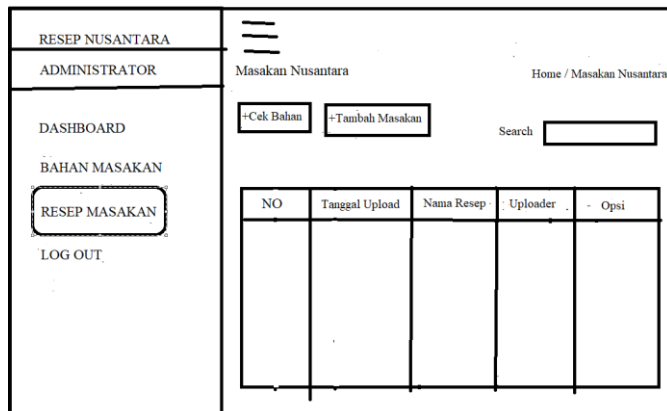 RESEP NUSANTARA
ADMINISTRATOR
DASHBOARD
BAHAN MASAKAN
RESEP MASAKAN
LOG OUT
Masakan Nusantara
Home / Masakan Nusantara
+Cek Bahan
+Tambah Masakan
Search
NO
Tanggal Upload
Nama Resep
Uploader
Opsi